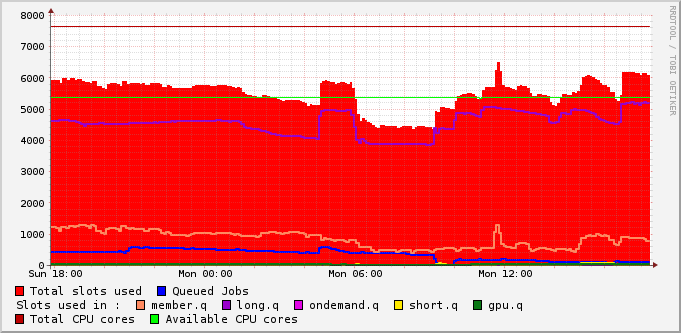 8000
7000
6000
5000
4000
3000
2000
1000
0
Sun 18:00 Mon 00:00 Mon 06:00 Mon 12:00
Total slots used Queued Jobs
Slots used in : member.q long.q ondemand.q short.q gpu.q
Total CPU cores Available CPU cores
RRDTOOL / TOBI OETIKER